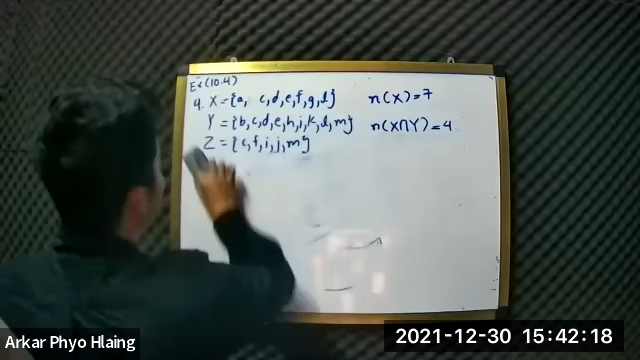 Ex(10.4)
4. X = {a, c,d,e,f,g,l} n(X)=7
Y = {b,c,d,e,h,i,k,l,m} n(X∩Y)=4
Z = {c,f,i,j,m}
Arkar Phyo Hlaing
2021-12-30 15:42:18